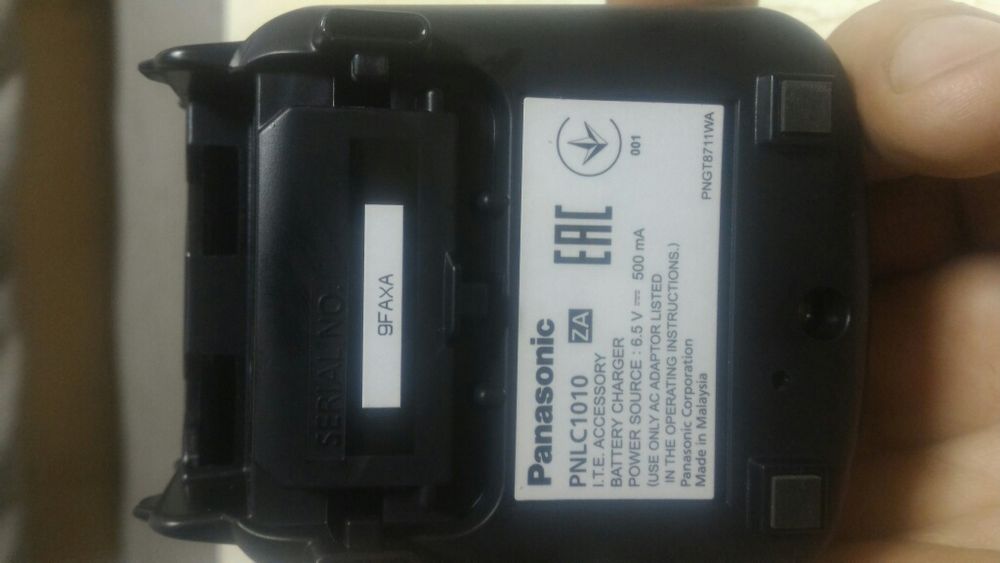 SERIAL NO.
9FAXA
Panasonic
PNLC1010 ZA
I.T.E. ACCESSORY
BATTERY CHARGER
POWER SOURCE : 6.5 V ⎓ 500 mA
(USE ONLY AC ADAPTOR LISTED
IN THE OPERATING INSTRUCTIONS.)
Panasonic Corporation
Made in Malaysia
PNGT8711WA
EAC
001